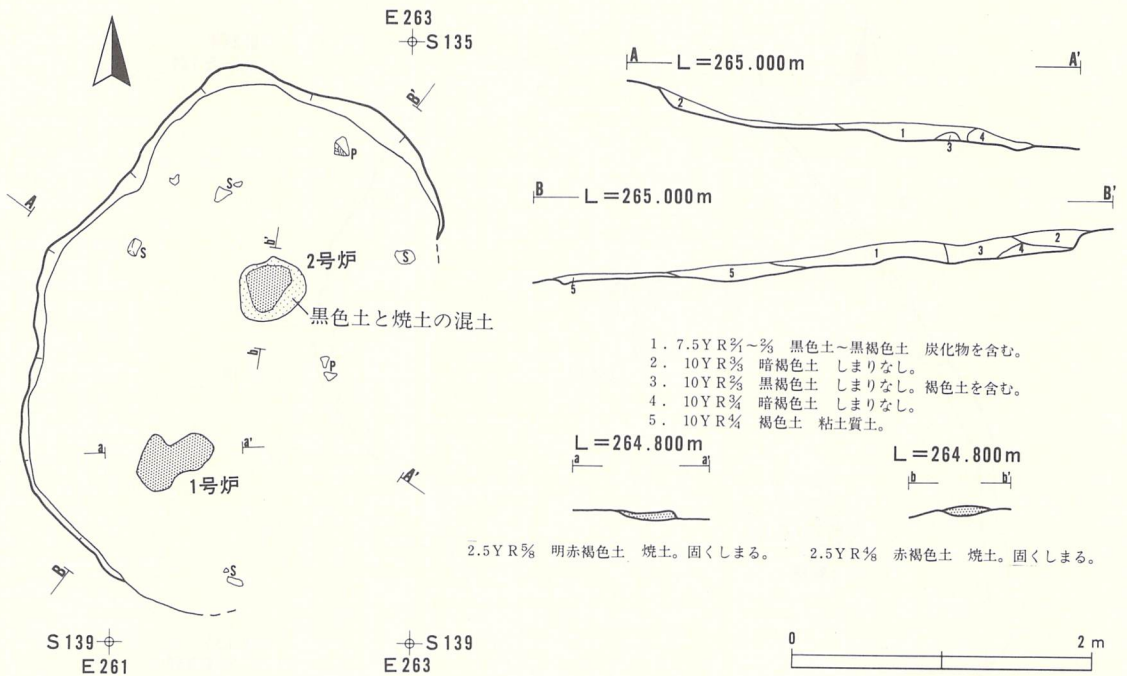 E263
S135
B'
A
P
S
S
b'
2号炉
S
黒色土と焼土の混土
b
P
a
a'
1号炉
A'
B
S
S139
E261
S139
E263
A L=265.000m A'
2
1
3
4
B L=265.000m B'
5
5
1
3
4
2
1. 7.5YR2/1~2/3 黒色土~黒褐色土 炭化物を含む。
2. 10YR3/3 暗褐色土 しまりなし。
3. 10YR2/3 黒褐色土 しまりなし。褐色土を含む。
4. 10YR3/4 暗褐色土 しまりなし。
5. 10YR4/4 褐色土 粘土質土。
L=264.800m
a a'
2.5YR5/8 明赤褐色土 焼土。固くしまる。
L=264.800m
b b'
2.5YR4/8 赤褐色土 焼土。固くしまる。
0 2m